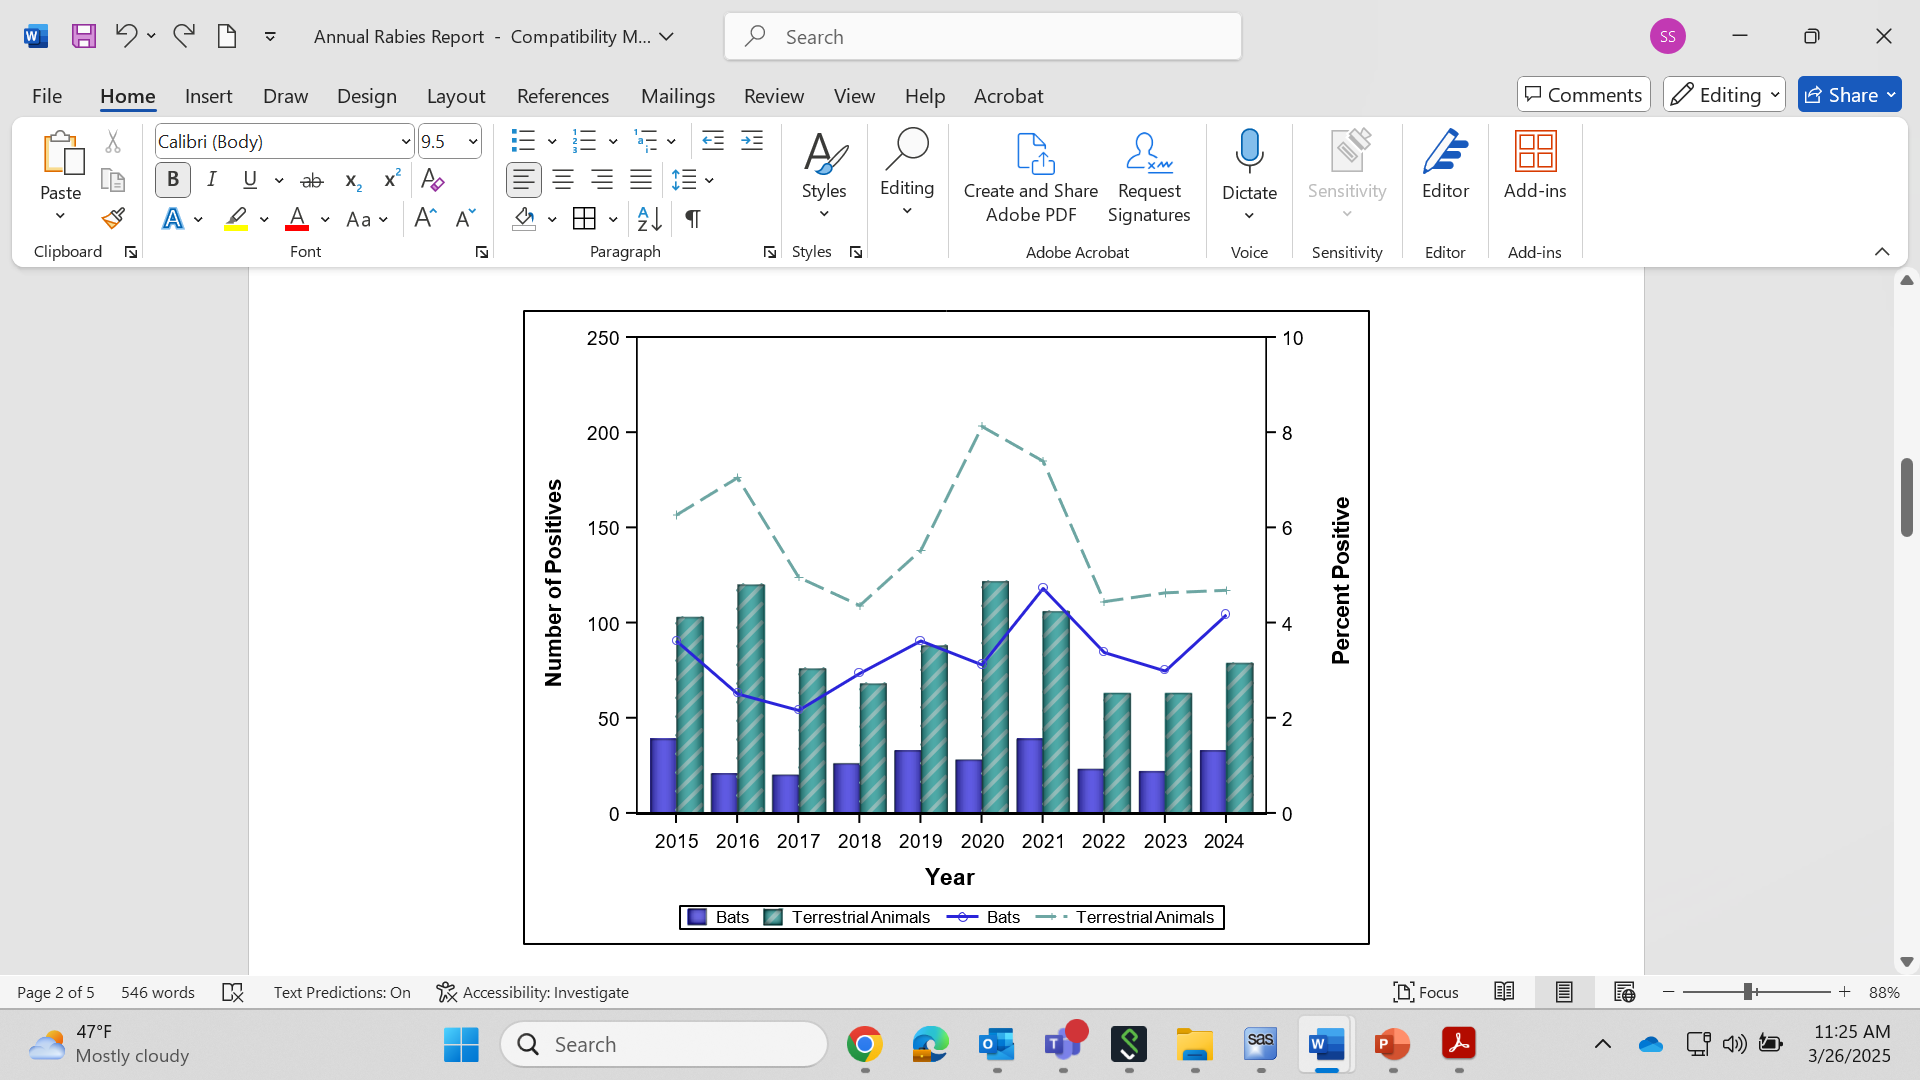 Annual Rabies Report - Compatibility M...
Search
SS
File Home Insert Draw Design Layout References Mailings Review View Help Acrobat
Comments Editing Share
Calibri (Body) 9.5
Paste
Styles
Editing
Create and Share
Adobe PDF
Request
Signatures
Dictate
Sensitivity
Editor
Add-ins
Clipboard Font Paragraph Styles Adobe Acrobat Voice Sensitivity Editor Add-ins
250
200
150
100
50
0
Number of Positives
10
8
6
4
2
0
Percent Positive
2015 2016 2017 2018 2019 2020 2021 2022 2023 2024
Year
Bats Terrestrial Animals Bats Terrestrial Animals
Page 2 of 5 546 words Text Predictions: On Accessibility: Investigate Focus 88%
47°F
Mostly cloudy
Search
sas
11:25 AM
3/26/2025